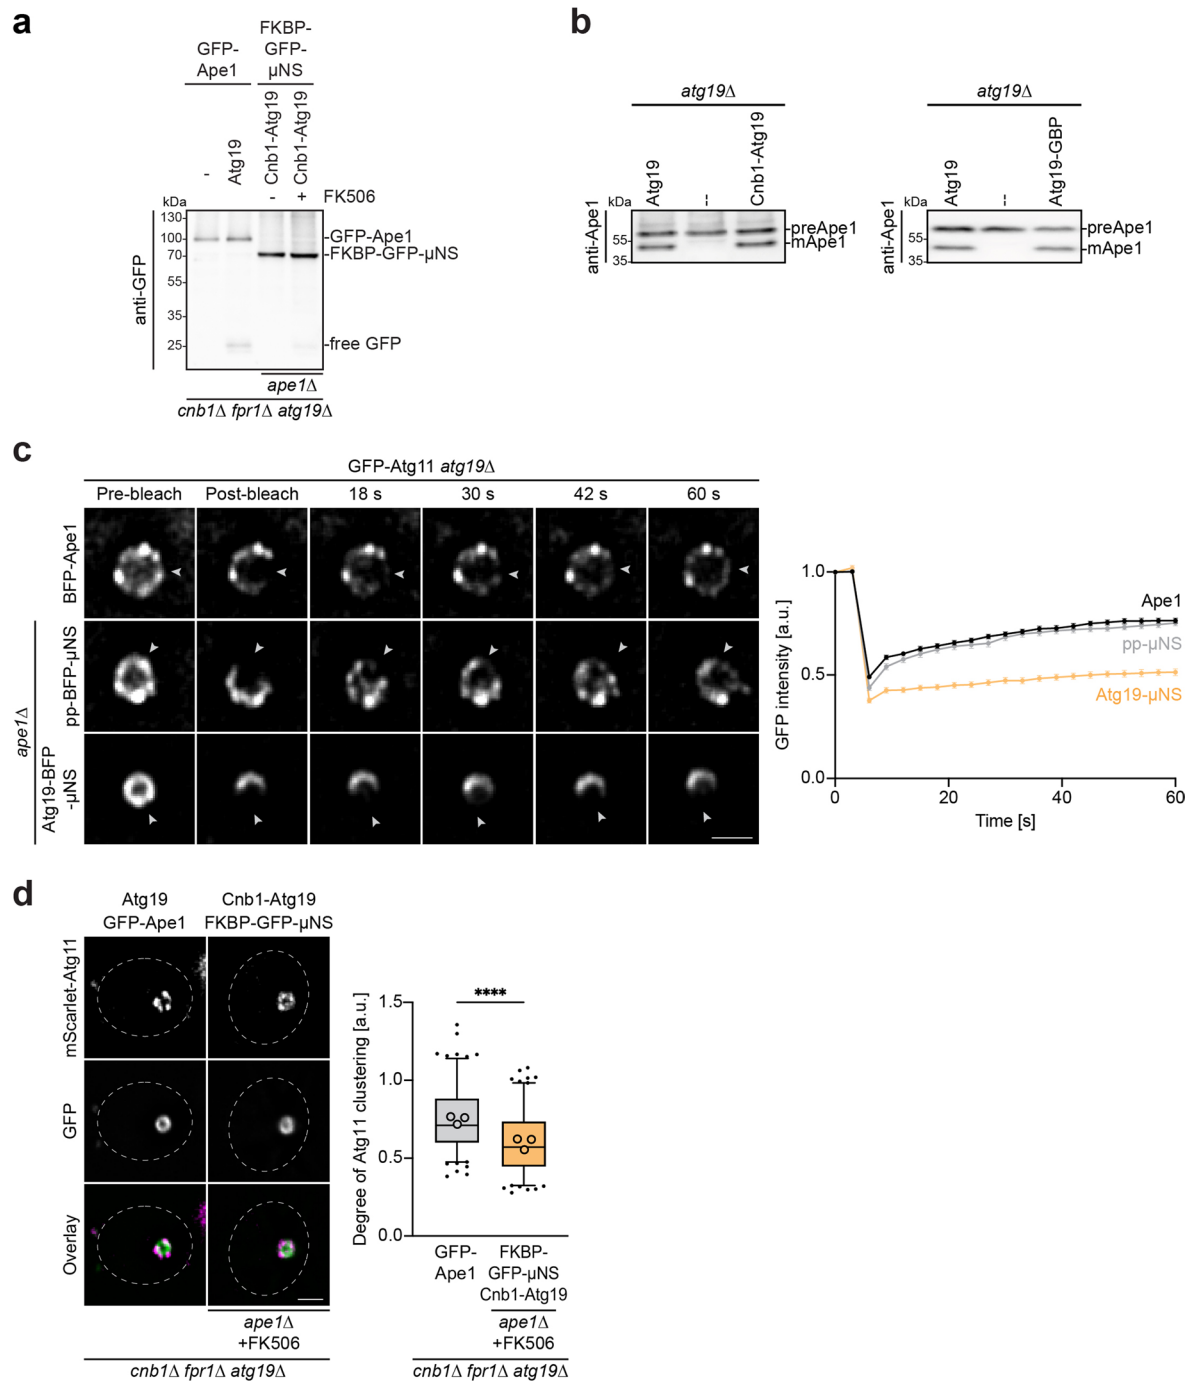 a
GFP-
Ape1
FKBP-
GFP-
µNS
-
Atg19
Cnb1-Atg19
Cnb1-Atg19
- + FK506
kDa
130-
100-
70-
55-
35-
25-
anti-GFP
-GFP-Ape1
-FKBP-GFP-µNS
-free GFP
ape1Δ
cnb1Δ fpr1Δ atg19Δ
b
atg19Δ
Atg19
--
Cnb1-Atg19
kDa
55-
35-
anti-Ape1
-preApe1
-mApe1
atg19Δ
Atg19
--
Atg19-GBP
kDa
55-
35-
anti-Ape1
-preApe1
-mApe1
c
GFP-Atg11 atg19Δ
Pre-bleach Post-bleach 18 s 30 s 42 s 60 s
BFP-Ape1
pp-BFP-µNS
Atg19-BFP
-µNS
ape1Δ
GFP intensity [a.u.]
1.0
0.5
0.0
0 20 40 60
Time [s]
Ape1
pp-µNS
Atg19-µNS
d
Atg19
GFP-Ape1
Cnb1-Atg19
FKBP-GFP-µNS
mScarlet-Atg11
GFP
Overlay
ape1Δ
+FK506
cnb1Δ fpr1Δ atg19Δ
Degree of Atg11 clustering [a.u.]
1.5
1.0
0.5
0.0
****
GFP-
Ape1
FKBP-
GFP-µNS
Cnb1-Atg19
ape1Δ
+FK506
cnb1Δ fpr1Δ atg19Δ